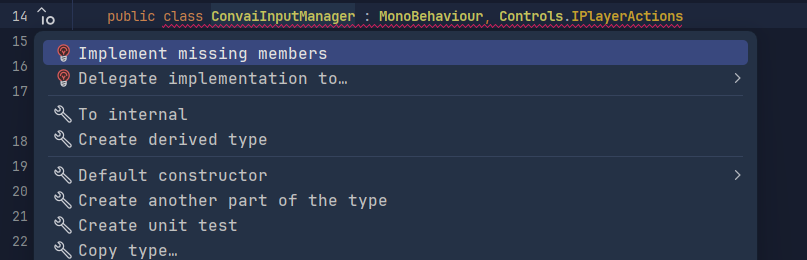 14 public class ConvaiInputManager : MonoBehaviour, Controls.IPlayerActions
15
Implement missing members
16
Delegate implementation to…
17
To internal
18
Create derived type
19
Default constructor
20
Create another part of the type
21
Create unit test
22
Copy type…